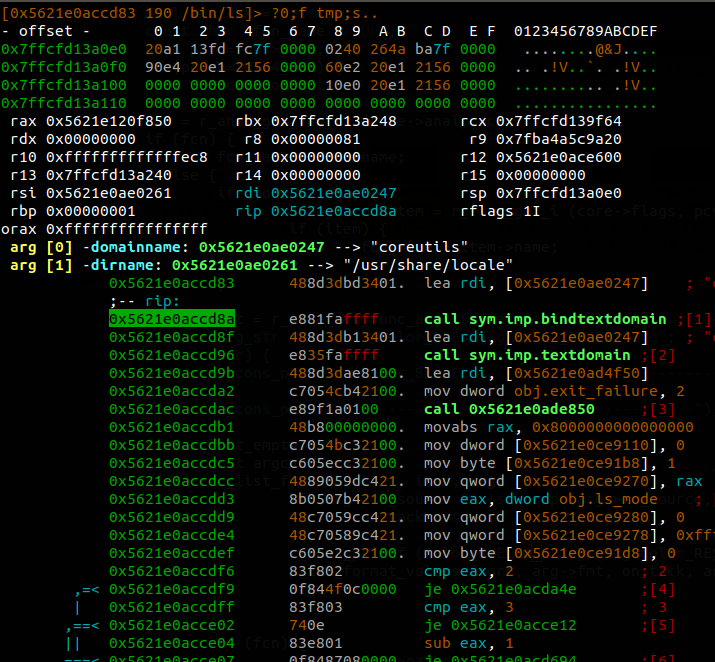 [0x5621e0accd83 190 /bin/ls]> ?0;f tmp;s..
- offset - 0 1 2 3 4 5 6 7 8 9 A B C D E F 0123456789ABCDEF
0x7ffcfd13a0e0 20a1 13fd fc7f 0000 0240 264a ba7f 0000 ........@&J....
0x7ffcfd13a0f0 90e4 20e1 2156 0000 60e2 20e1 2156 0000 .. .!V..`. .!V..
0x7ffcfd13a100 0000 0000 0000 0000 10e0 20e1 2156 0000 .......... .!V..
0x7ffcfd13a110 0000 0000 0000 0000 0000 0000 0000 0000 ................
rax 0x5621e120f850 rbx 0x7ffcfd13a248 rcx 0x7ffcfd139f64
rdx 0x00000000 r8 0x00000081 r9 0x7fba4a5c9a20
r10 0xfffffffffffffec8 r11 0x00000000 r12 0x5621e0ace600
r13 0x7ffcfd13a240 r14 0x00000000 r15 0x00000000
rsi 0x5621e0ae0261 rdi 0x5621e0ae0247 rsp 0x7ffcfd13a0e0
rbp 0x00000001 rip 0x5621e0accd8a rflags 1I
orax 0xffffffffffffffff
arg [0] -domainname: 0x5621e0ae0247 --> "coreutils"
arg [1] -dirname: 0x5621e0ae0261 --> "/usr/share/locale"
0x5621e0accd83 488d3dbd3401. lea rdi, [0x5621e0ae0247] ; "
;-- rip:
0x5621e0accd8a e881faffff call sym.imp.bindtextdomain ;[1]
0x5621e0accd8f 488d3db13401. lea rdi, [0x5621e0ae0247] ; "
0x5621e0accd96 e835faffff call sym.imp.textdomain ;[2]
0x5621e0accd9b 488d3dae8100. lea rdi, [0x5621e0ad4f50]
0x5621e0accda2 c7054cb42100. mov dword obj.exit_failure, 2
0x5621e0accdac e89f1a0100 call 0x5621e0ade850 ;[3]
0x5621e0accdb1 48b800000000. movabs rax, 0x8000000000000000
0x5621e0accdbb c7054bc32100. mov dword [0x5621e0ce9110], 0
0x5621e0accdc5 c605ecc32100. mov byte [0x5621e0ce91b8], 1
0x5621e0accdcc 4889059dc421. mov qword [0x5621e0ce9270], rax
0x5621e0accdd3 8b0507b42100 mov eax, dword obj.ls_mode ;
0x5621e0accdd9 48c7059cc421. mov qword [0x5621e0ce9280], 0
0x5621e0accde4 48c70589c421. mov qword [0x5621e0ce9278], 0xff
0x5621e0accdef c605e2c32100. mov byte [0x5621e0ce91d8], 0
0x5621e0accdf6 83f802 cmp eax, 2 ; 2
,=< 0x5621e0accdf9 0f844f0c0000 je 0x5621e0acda4e ;[4]
| 0x5621e0accdff 83f803 cmp eax, 3 ; 3
,==< 0x5621e0acce02 740e je 0x5621e0acce12 ;[5]
|| 0x5621e0acce04 83e801 sub eax, 1
,===< 0x5621e0acce07 0f8487080000 je 0x5621e0acd694 ;[6]